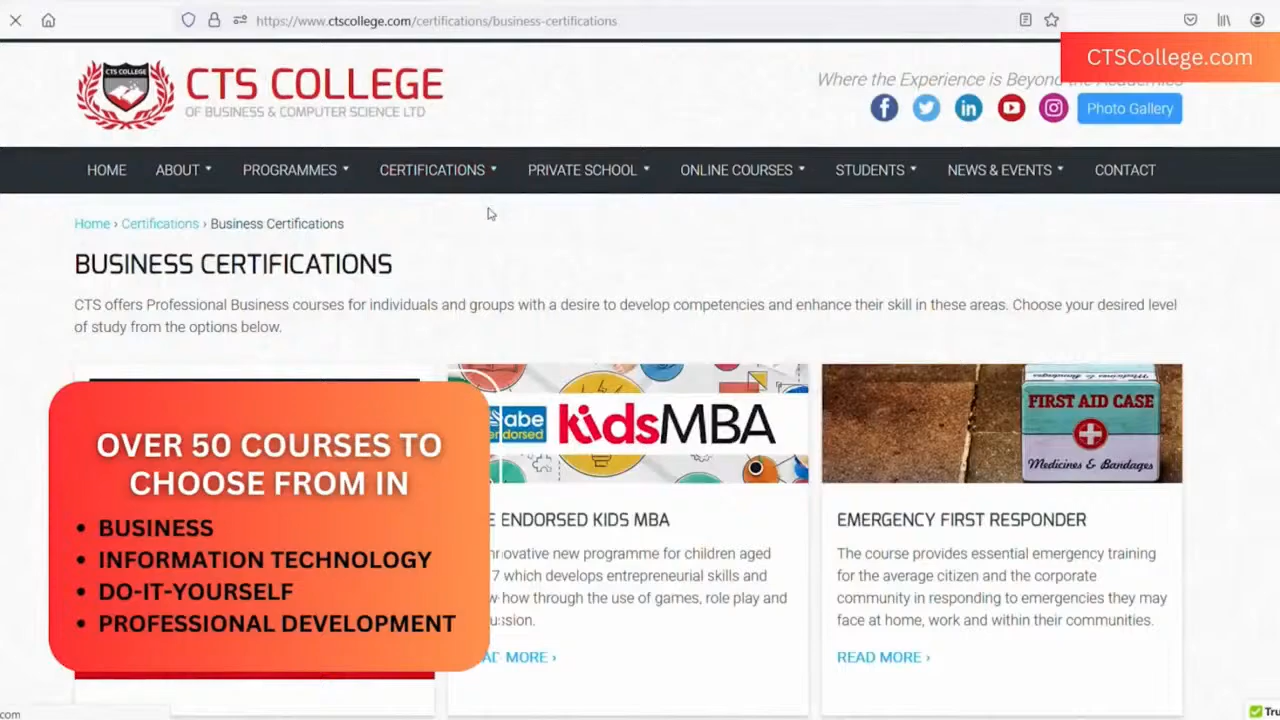 https://www.ctscollege.com/certifications/business-certifications
CTSCollege.com
CTS COLLEGE
CTS COLLEGE
OF BUSINESS & COMPUTER SCIENCE LTD
Where the Experience is Beyond the Academics
Photo Gallery
HOME ABOUT PROGRAMMES CERTIFICATIONS PRIVATE SCHOOL ONLINE COURSES STUDENTS NEWS & EVENTS CONTACT
Home › Certifications › Business Certifications
BUSINESS CERTIFICATIONS
CTS offers Professional Business courses for individuals and groups with a desire to develop competencies and enhance their skill in these areas. Choose your desired level
of study from the options below.
OVER 50 COURSES TO
CHOOSE FROM IN
• BUSINESS
• INFORMATION TECHNOLOGY
• DO-IT-YOURSELF
• PROFESSIONAL DEVELOPMENT
abe
endorsed
kidsMBA
ENDORSED KIDS MBA
novative new programme for children aged
7 which develops entrepreneurial skills and
how through the use of games, role play and
MORE ›
FIRST AID CASE
Medicines & Bandages
EMERGENCY FIRST RESPONDER
The course provides essential emergency training
for the average citizen and the corporate
community in responding to emergencies they may
face at home, work and within their communities.
READ MORE ›
com
Tru